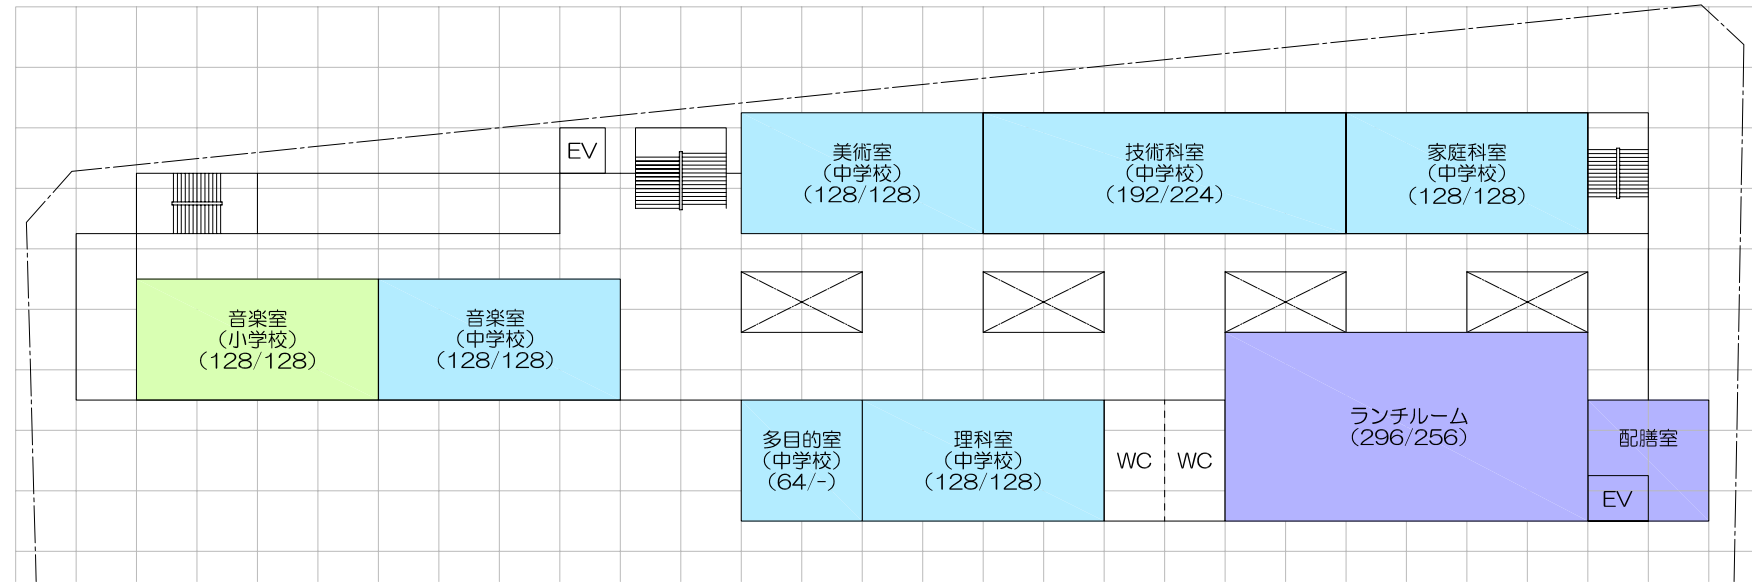 EV
美術室
(中学校)
(128/128)
技術科室
(中学校)
(192/224)
家庭科室
(中学校)
(128/128)
音楽室
(小学校)
(128/128)
音楽室
(中学校)
(128/128)
多目的室
(中学校)
(64/-)
理科室
(中学校)
(128/128)
WC
WC
ランチルーム
(296/256)
配膳室
EV